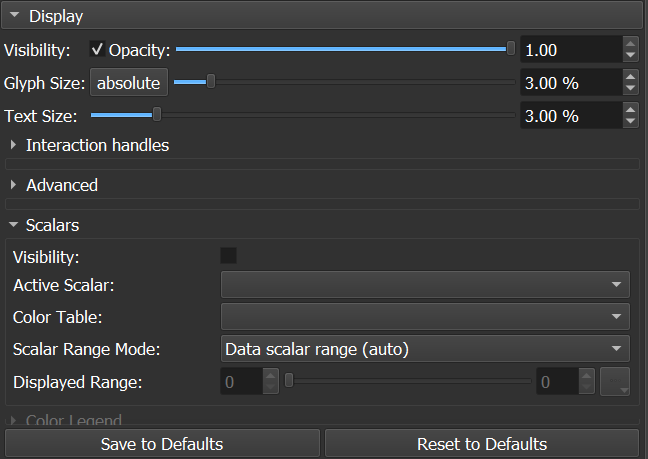 Display
Visibility: Opacity: 1.00
Glyph Size: absolute 3.00 %
Text Size: 3.00 %
Interaction handles
Advanced
Scalars
Visibility:
Active Scalar:
Color Table:
Scalar Range Mode: Data scalar range (auto)
Displayed Range: 0 0
Color Legend
Save to Defaults Reset to Defaults